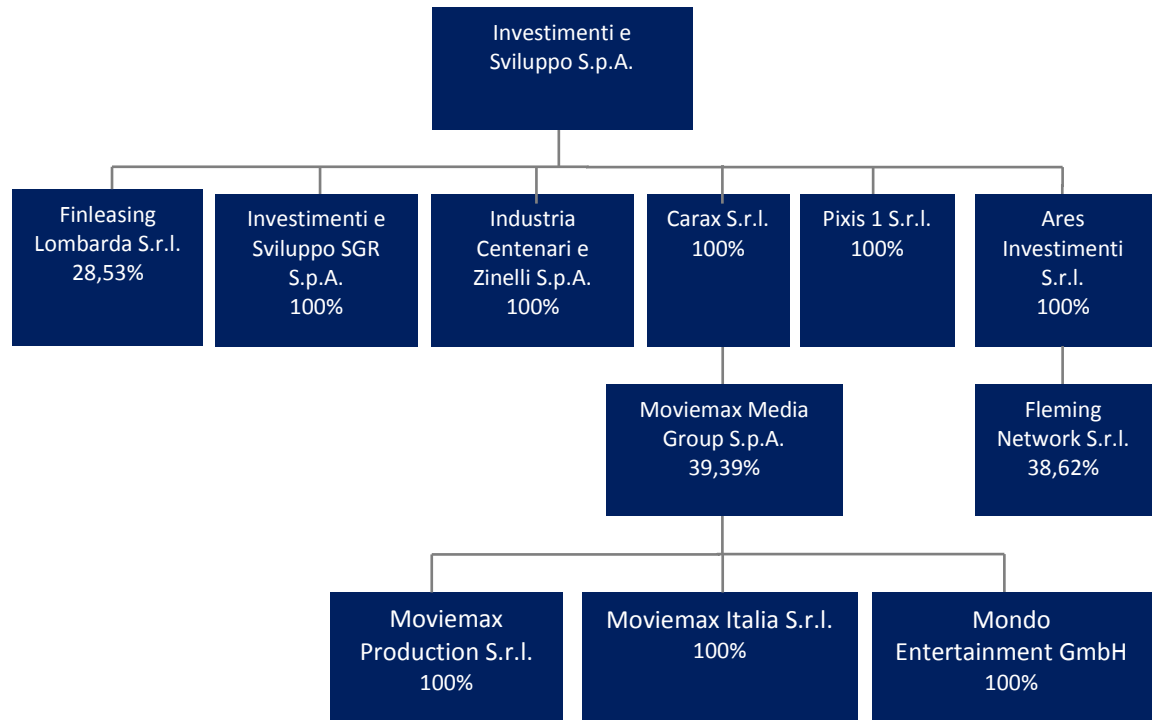 Investimenti e
Sviluppo S.p.A.
Finleasing
Lombarda S.r.l.
28,53%
Investimenti e
Sviluppo SGR
S.p.A.
100%
Industria
Centenari e
Zinelli S.p.A.
100%
Carax S.r.l.
100%
Pixis 1 S.r.l.
100%
Ares
Investimenti
S.r.l.
100%
Moviemax Media
Group S.p.A.
39,39%
Fleming
Network S.r.l.
38,62%
Moviemax
Production S.r.l.
100%
Moviemax Italia S.r.l.
100%
Mondo
Entertainment GmbH
100%